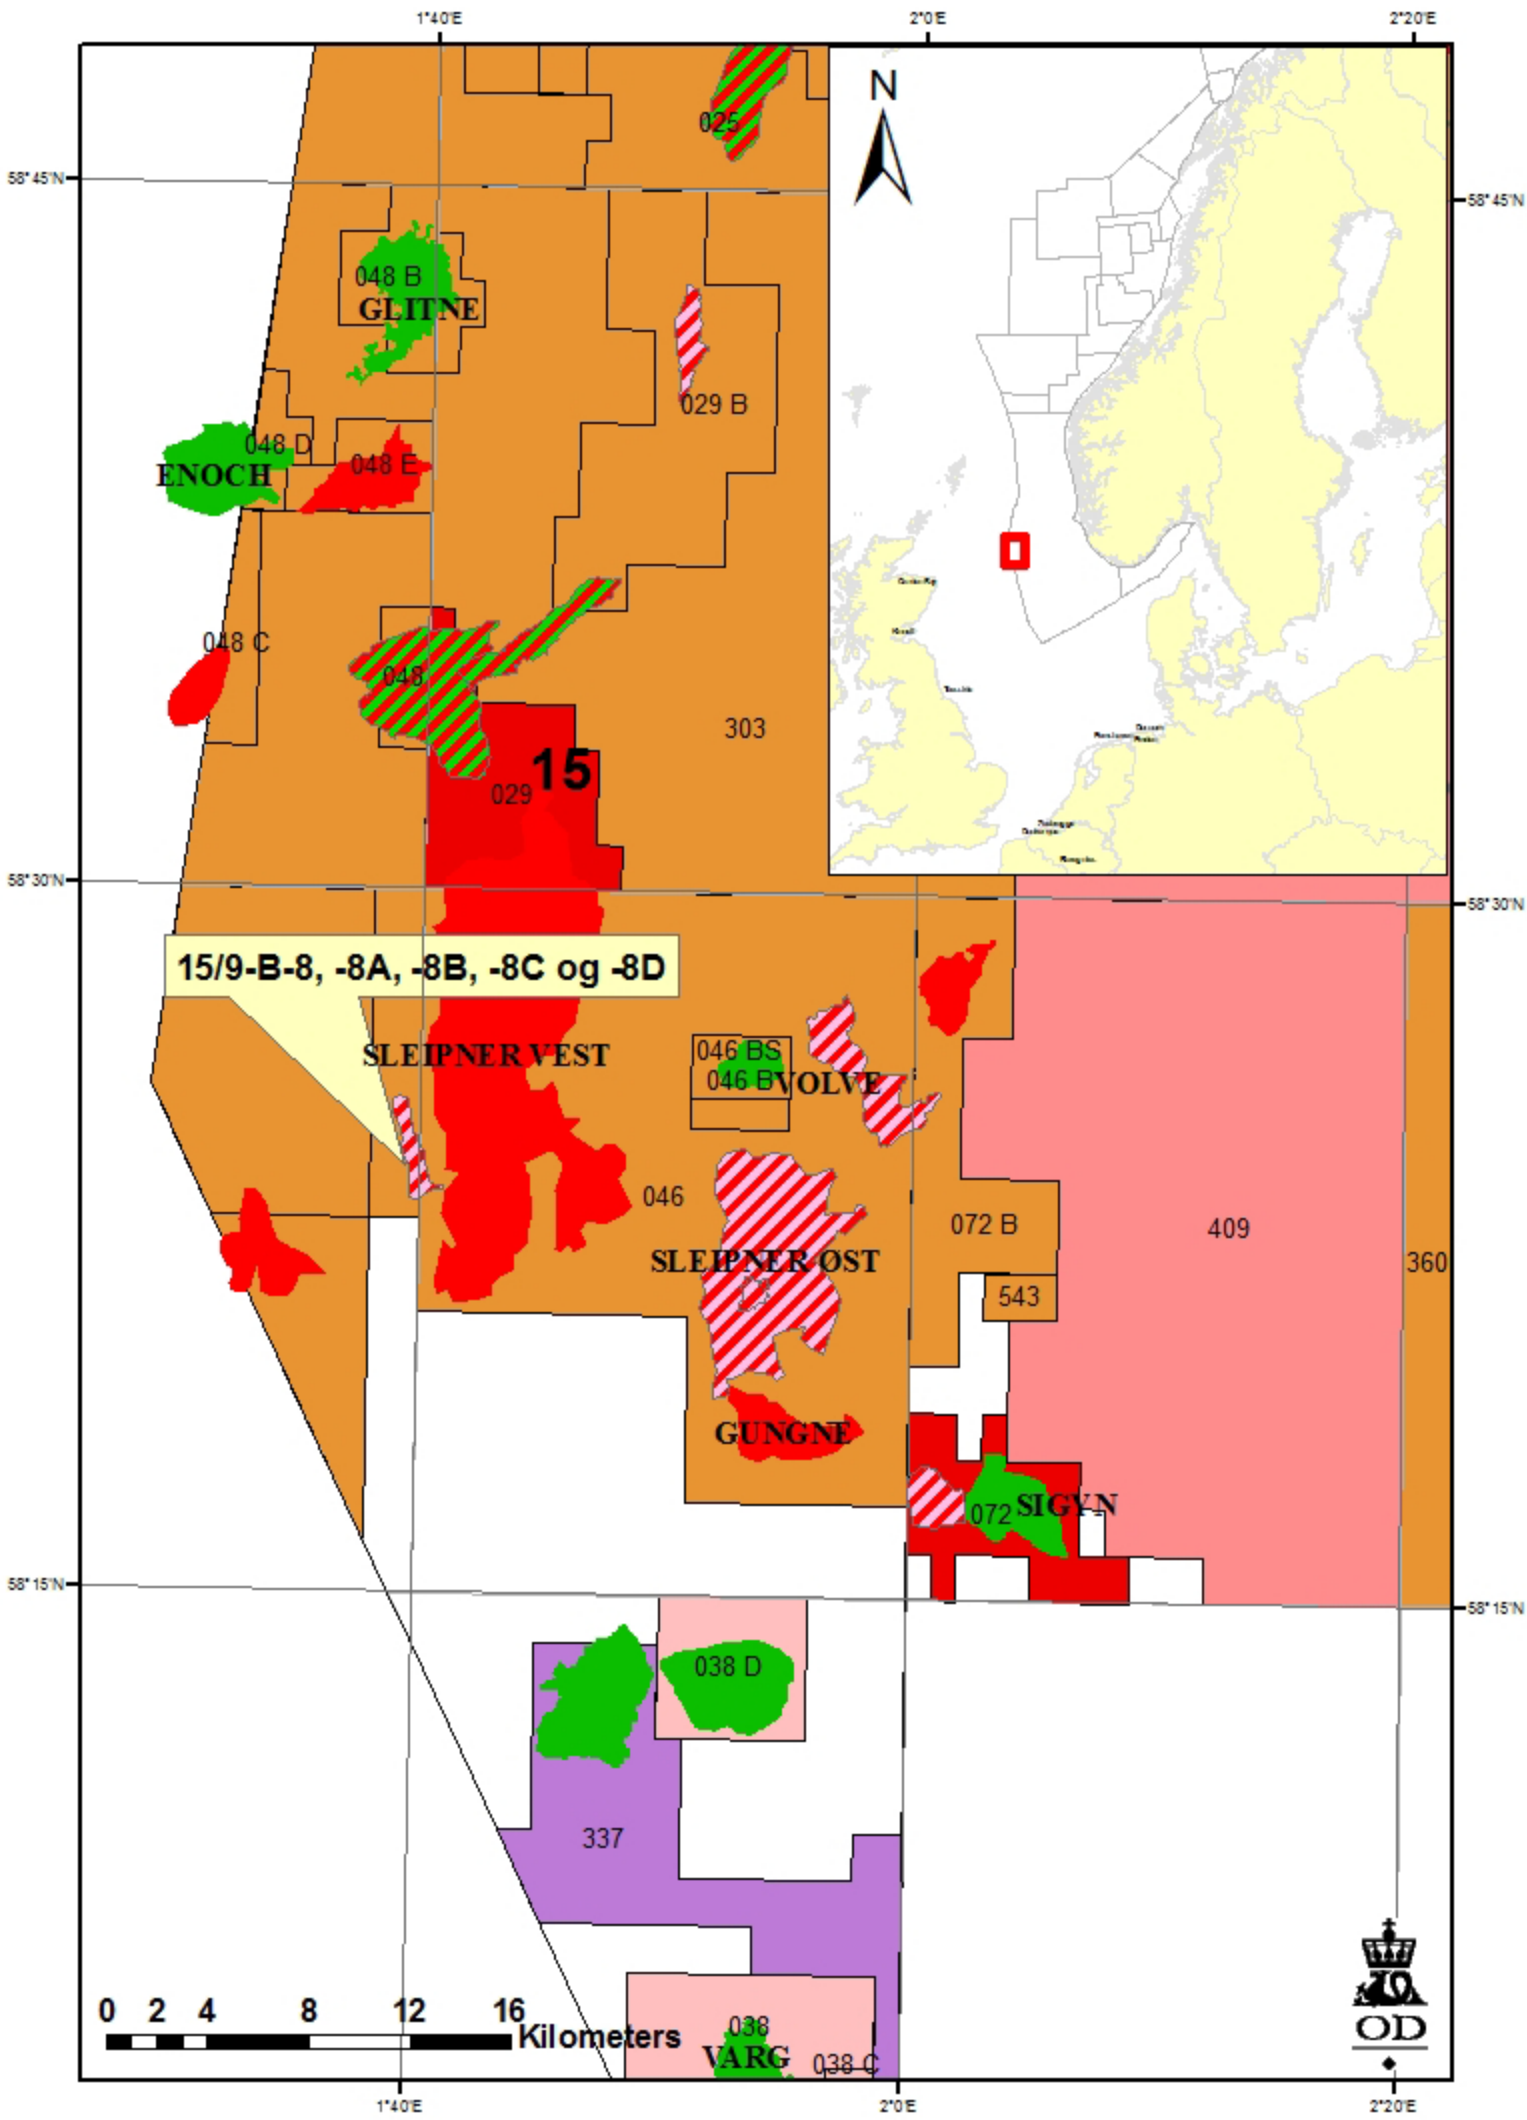 1°40'E
2°0'E
2°20'E
N
025
58°45'N
58°45'N
048 B
GLITNE
029 B
048 D
ENOCH
048 E
048 C
048
303
15
029
58°30'N
58°30'N
15/9-B-8, -8A, -8B, -8C og -8D
SLEIPNER VEST
046 BS
046 B
VOLVE
046
072 B
409
SLEIPNER ØST
360
543
GUNGNE
072
SIGYN
58°15'N
58°15'N
038 D
337
0 2 4 8 12 16
Kilometers
038
VARG
038 C
OD
1°40'E
2°0'E
2°20'E